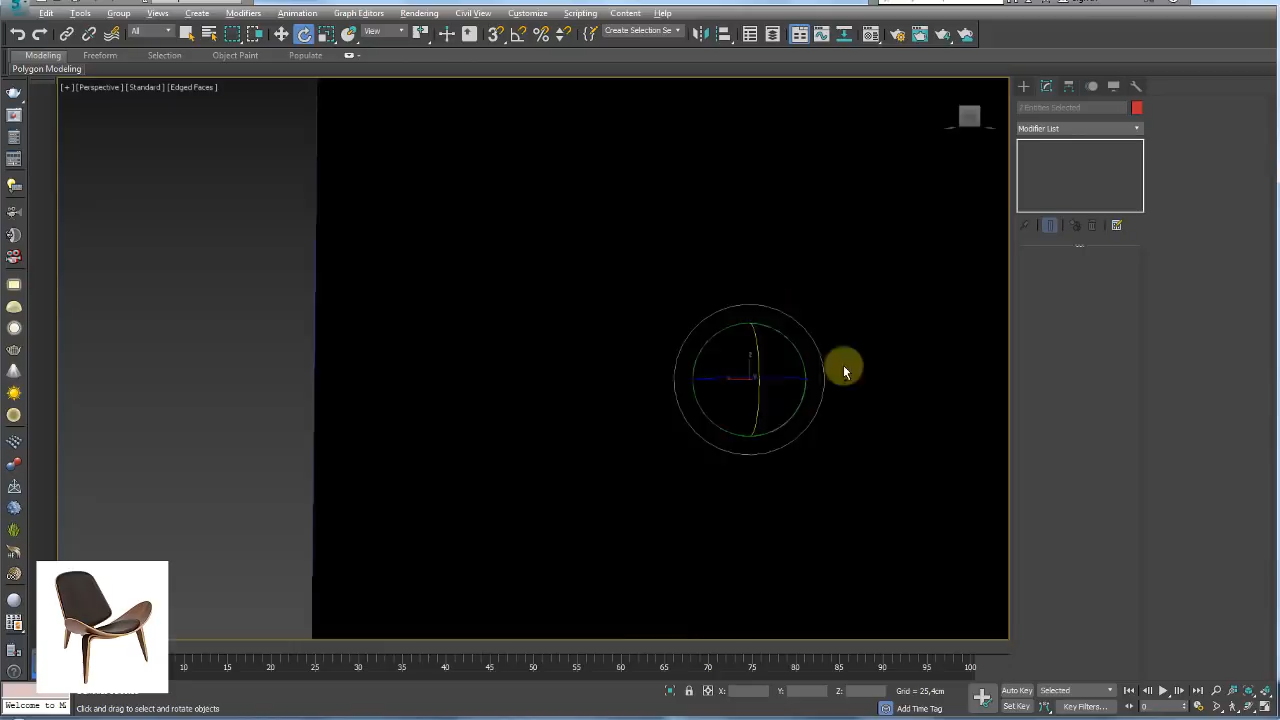 Edit Tools Group Views Create Modifiers Animation Graph Editors Rendering Civil View Customize Scripting Content Help
All View Create Selection Se
Modeling Freeform Selection Object Paint Populate
Polygon Modeling
[+] [Perspective] [Standard] [Edged Faces]
2 Entities Selected
Modifier List
z
15 20 25 30 35 40 45 50 55 60 65 70 75 80 85 90 95 100
X: Y: Z: Grid = 25,4cm Auto Key Selected
Welcome to M Click and drag to select and rotate objects Add Time Tag Set Key Key Filters... 0